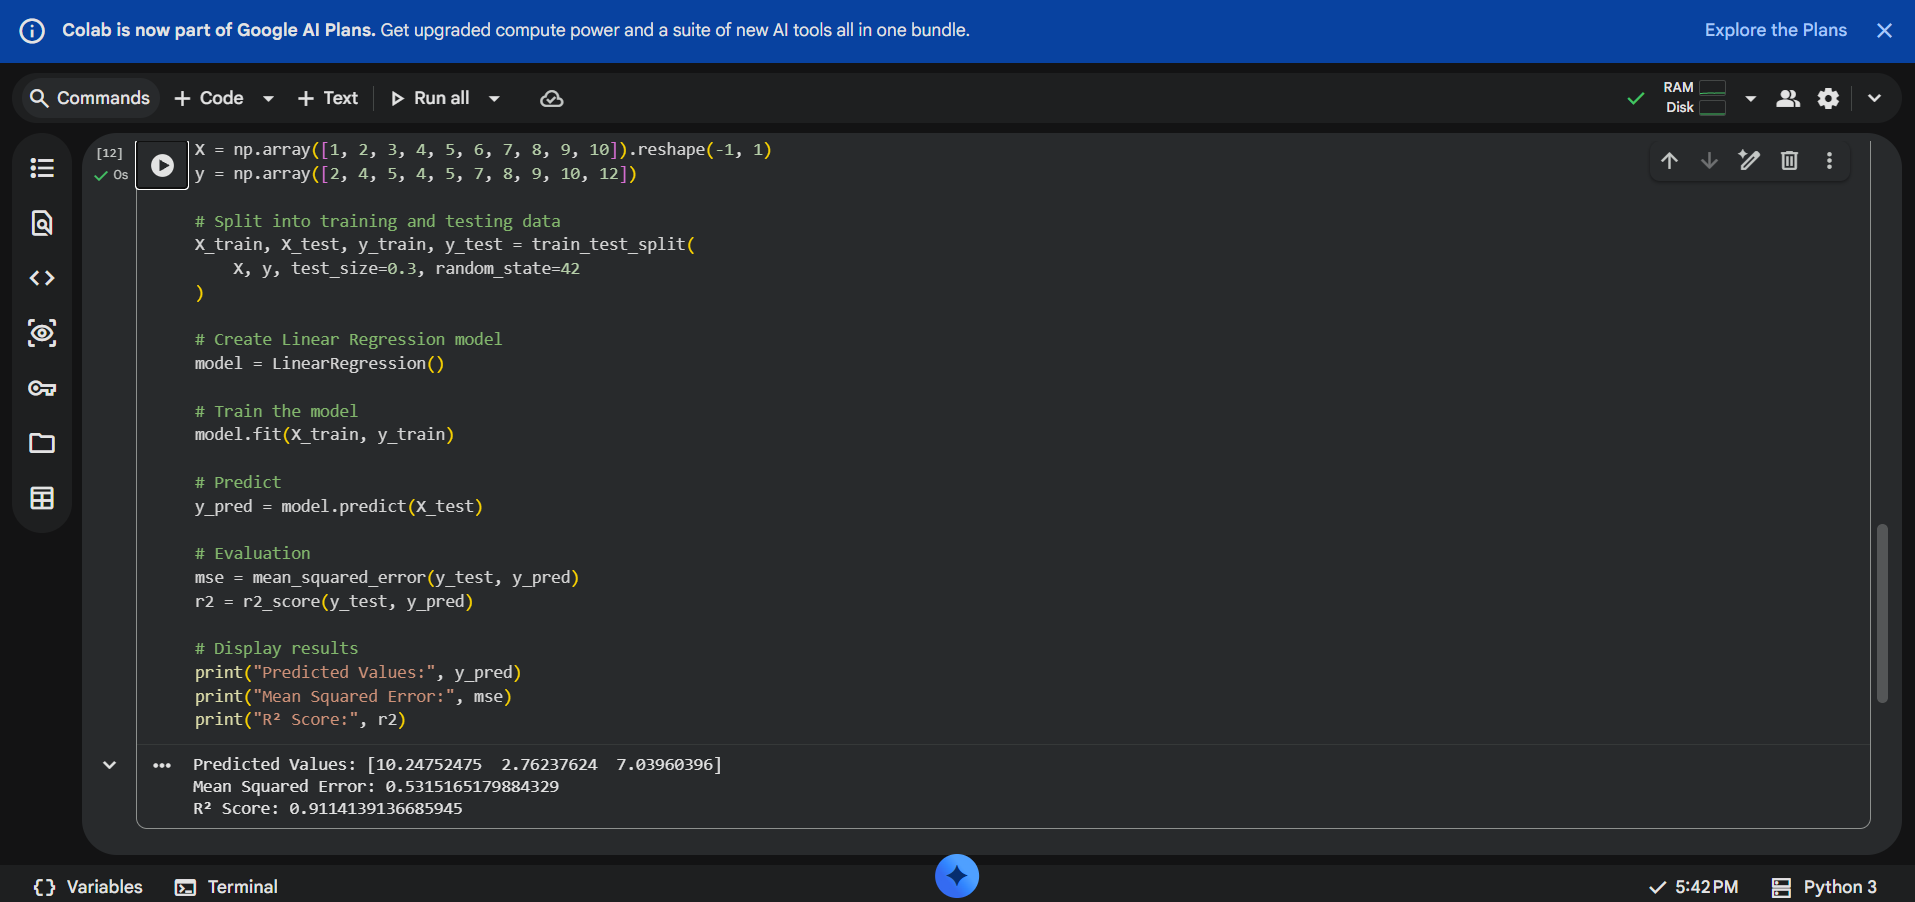 Colab is now part of Google AI Plans. Get upgraded compute power and a suite of new AI tools all in one bundle.
Explore the Plans
Commands
Code
Text
Run all
RAM
Disk
[12]
0s
X = np.array([1, 2, 3, 4, 5, 6, 7, 8, 9, 10]).reshape(-1, 1)
y = np.array([2, 4, 5, 4, 5, 7, 8, 9, 10, 12])
# Split into training and testing data
X_train, X_test, y_train, y_test = train_test_split(
    X, y, test_size=0.3, random_state=42
)
# Create Linear Regression model
model = LinearRegression()
# Train the model
model.fit(X_train, y_train)
# Predict
y_pred = model.predict(X_test)
# Evaluation
mse = mean_squared_error(y_test, y_pred)
r2 = r2_score(y_test, y_pred)
# Display results
print("Predicted Values:", y_pred)
print("Mean Squared Error:", mse)
print("R² Score:", r2)
Predicted Values: [10.24752475  2.76237624  7.03960396]
Mean Squared Error: 0.5315165179884329
R² Score: 0.9114139136685945
Variables
Terminal
5:42 PM
Python 3